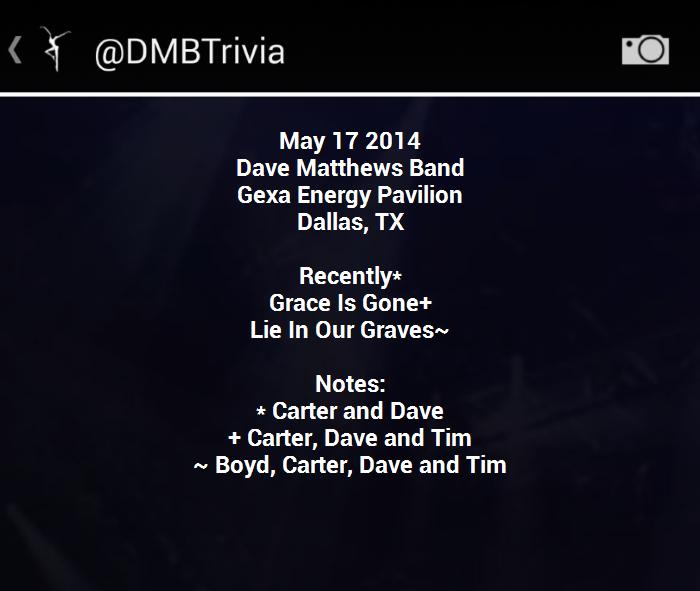 @DMBTrivia
May 17 2014
Dave Matthews Band
Gexa Energy Pavilion
Dallas, TX
Recently*
Grace Is Gone+
Lie In Our Graves~
Notes:
* Carter and Dave
+ Carter, Dave and Tim
~ Boyd, Carter, Dave and Tim